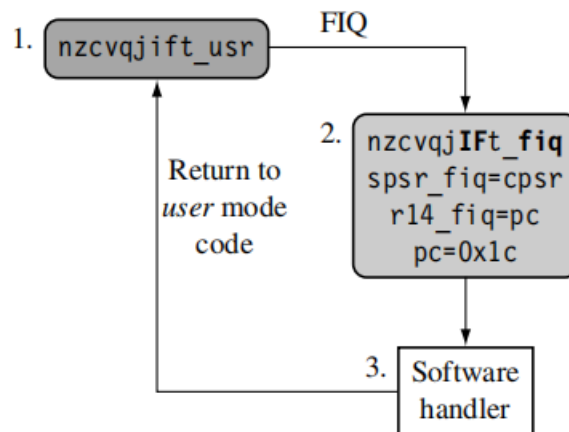 1.
nzcvqjift_usr
FIQ
2.
nzcvqjIFt_fiq
spsr_fiq=cpsr
r14_fiq=pc
pc=0x1c
Return to
user mode
code
3.
Software
handler